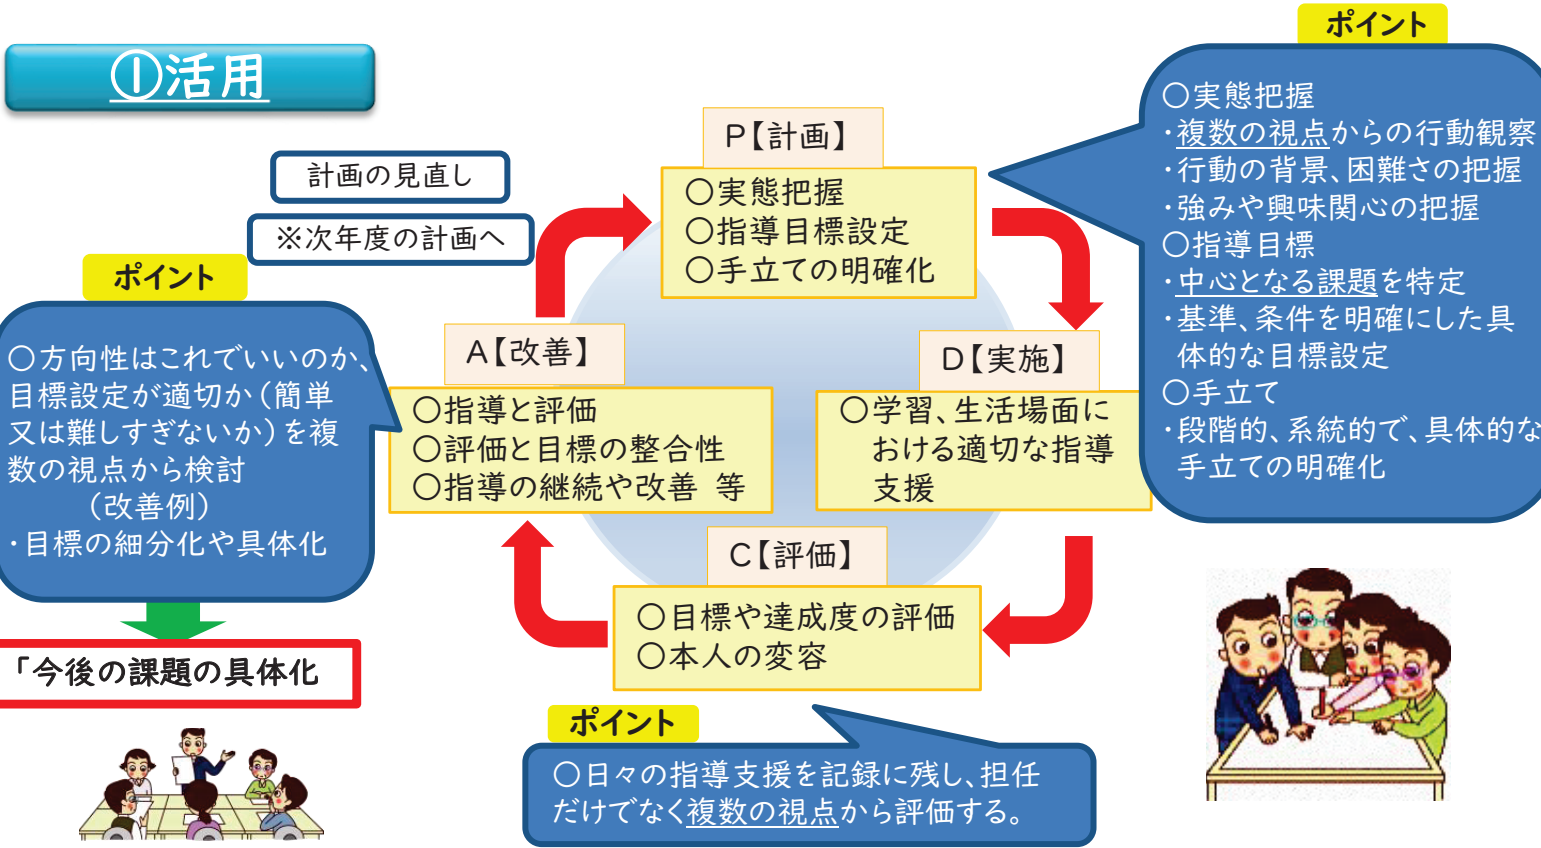 ①活用
計画の見直し
※次年度の計画へ
P【計画】
○実態把握
○指導目標設定
○手立ての明確化
ポイント
○実態把握
・複数の視点からの行動観察
・行動の背景、困難さの把握
・強みや興味関心の把握
○指導目標
・中心となる課題を特定
・基準、条件を明確にした具
体的な目標設定
○手立て
・段階的、系統的で、具体的な
手立ての明確化
D【実施】
○学習、生活場面に
おける適切な指導
支援
C【評価】
○目標や達成度の評価
○本人の変容
ポイント
○日々の指導支援を記録に残し、担任
だけでなく複数の視点から評価する。
A【改善】
○指導と評価
○評価と目標の整合性
○指導の継続や改善 等
ポイント
○方向性はこれでいいのか、
目標設定が適切か（簡単
又は難しすぎないか）を複
数の視点から検討
（改善例）
・目標の細分化や具体化
「今後の課題の具体化